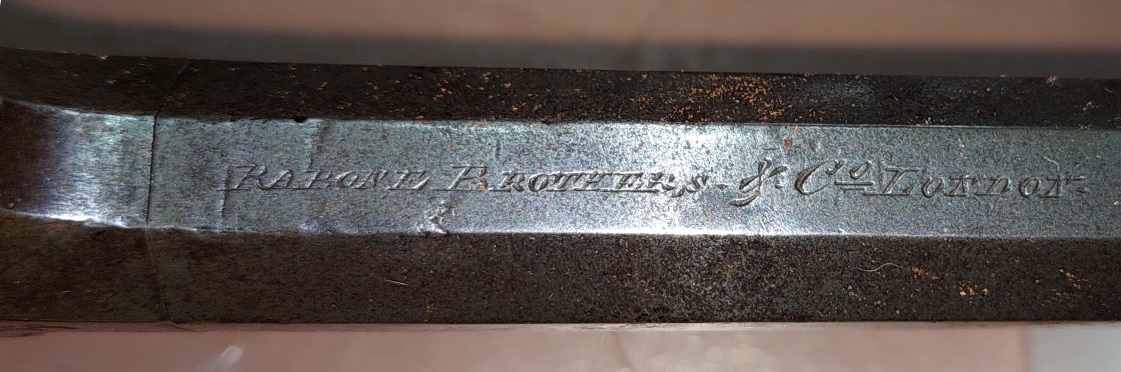 RABONE BROTHERS. & Co LONDON.